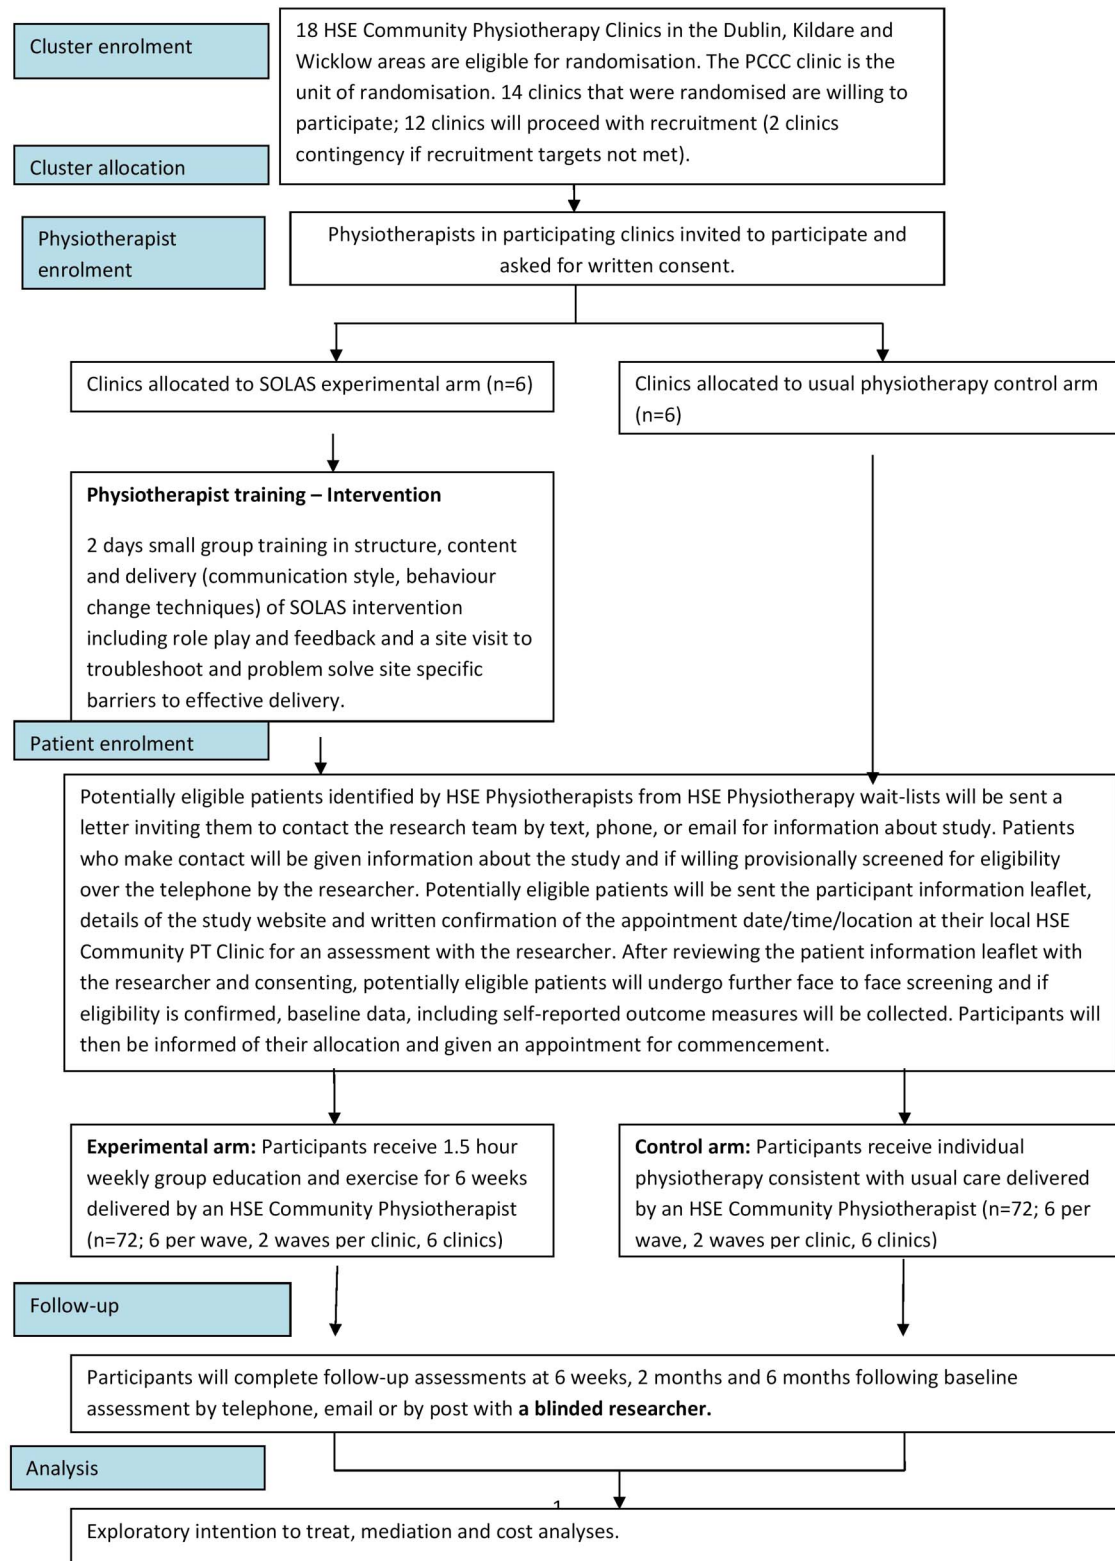 Cluster enrolment
18 HSE Community Physiotherapy Clinics in the Dublin, Kildare and
Wicklow areas are eligible for randomisation. The PCCC clinic is the
unit of randomisation. 14 clinics that were randomised are willing to
participate; 12 clinics will proceed with recruitment (2 clinics
contingency if recruitment targets not met).
Cluster allocation
Physiotherapist
enrolment
Physiotherapists in participating clinics invited to participate and
asked for written consent.
Clinics allocated to SOLAS experimental arm (n=6)
Clinics allocated to usual physiotherapy control arm
(n=6)
Physiotherapist training – Intervention
2 days small group training in structure, content
and delivery (communication style, behaviour
change techniques) of SOLAS intervention
including role play and feedback and a site visit to
troubleshoot and problem solve site specific
barriers to effective delivery.
Patient enrolment
Potentially eligible patients identified by HSE Physiotherapists from HSE Physiotherapy wait-lists will be sent a
letter inviting them to contact the research team by text, phone, or email for information about study. Patients
who make contact will be given information about the study and if willing provisionally screened for eligibility
over the telephone by the researcher. Potentially eligible patients will be sent the participant information leaflet,
details of the study website and written confirmation of the appointment date/time/location at their local HSE
Community PT Clinic for an assessment with the researcher. After reviewing the patient information leaflet with
the researcher and consenting, potentially eligible patients will undergo further face to face screening and if
eligibility is confirmed, baseline data, including self-reported outcome measures will be collected. Participants will
then be informed of their allocation and given an appointment for commencement.
Experimental arm: Participants receive 1.5 hour
weekly group education and exercise for 6 weeks
delivered by an HSE Community Physiotherapist
(n=72; 6 per wave, 2 waves per clinic, 6 clinics)
Control arm: Participants receive individual
physiotherapy consistent with usual care delivered
by an HSE Community Physiotherapist (n=72; 6 per
wave, 2 waves per clinic, 6 clinics)
Follow-up
Participants will complete follow-up assessments at 6 weeks, 2 months and 6 months following baseline
assessment by telephone, email or by post with a blinded researcher.
Analysis
1
Exploratory intention to treat, mediation and cost analyses.